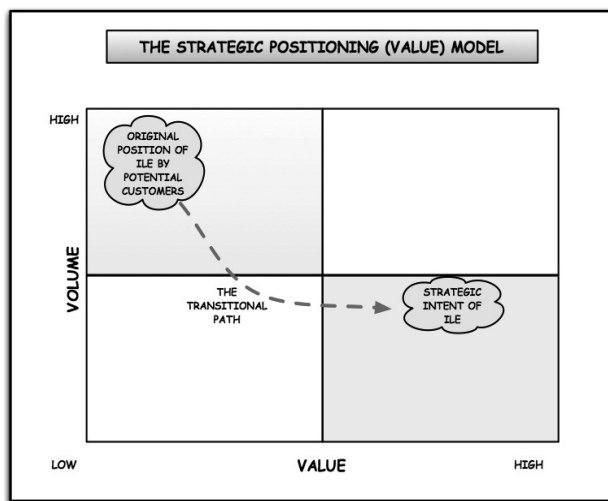 THE STRATEGIC POSITIONING (VALUE) MODEL
HIGH
ORIGINAL
POSITION OF
ILE BY
POTENTIAL
CUSTOMERS
VOLUME
THE
TRANSITIONAL
PATH
STRATEGIC
INTENT OF
ILE
LOW
VALUE
HIGH